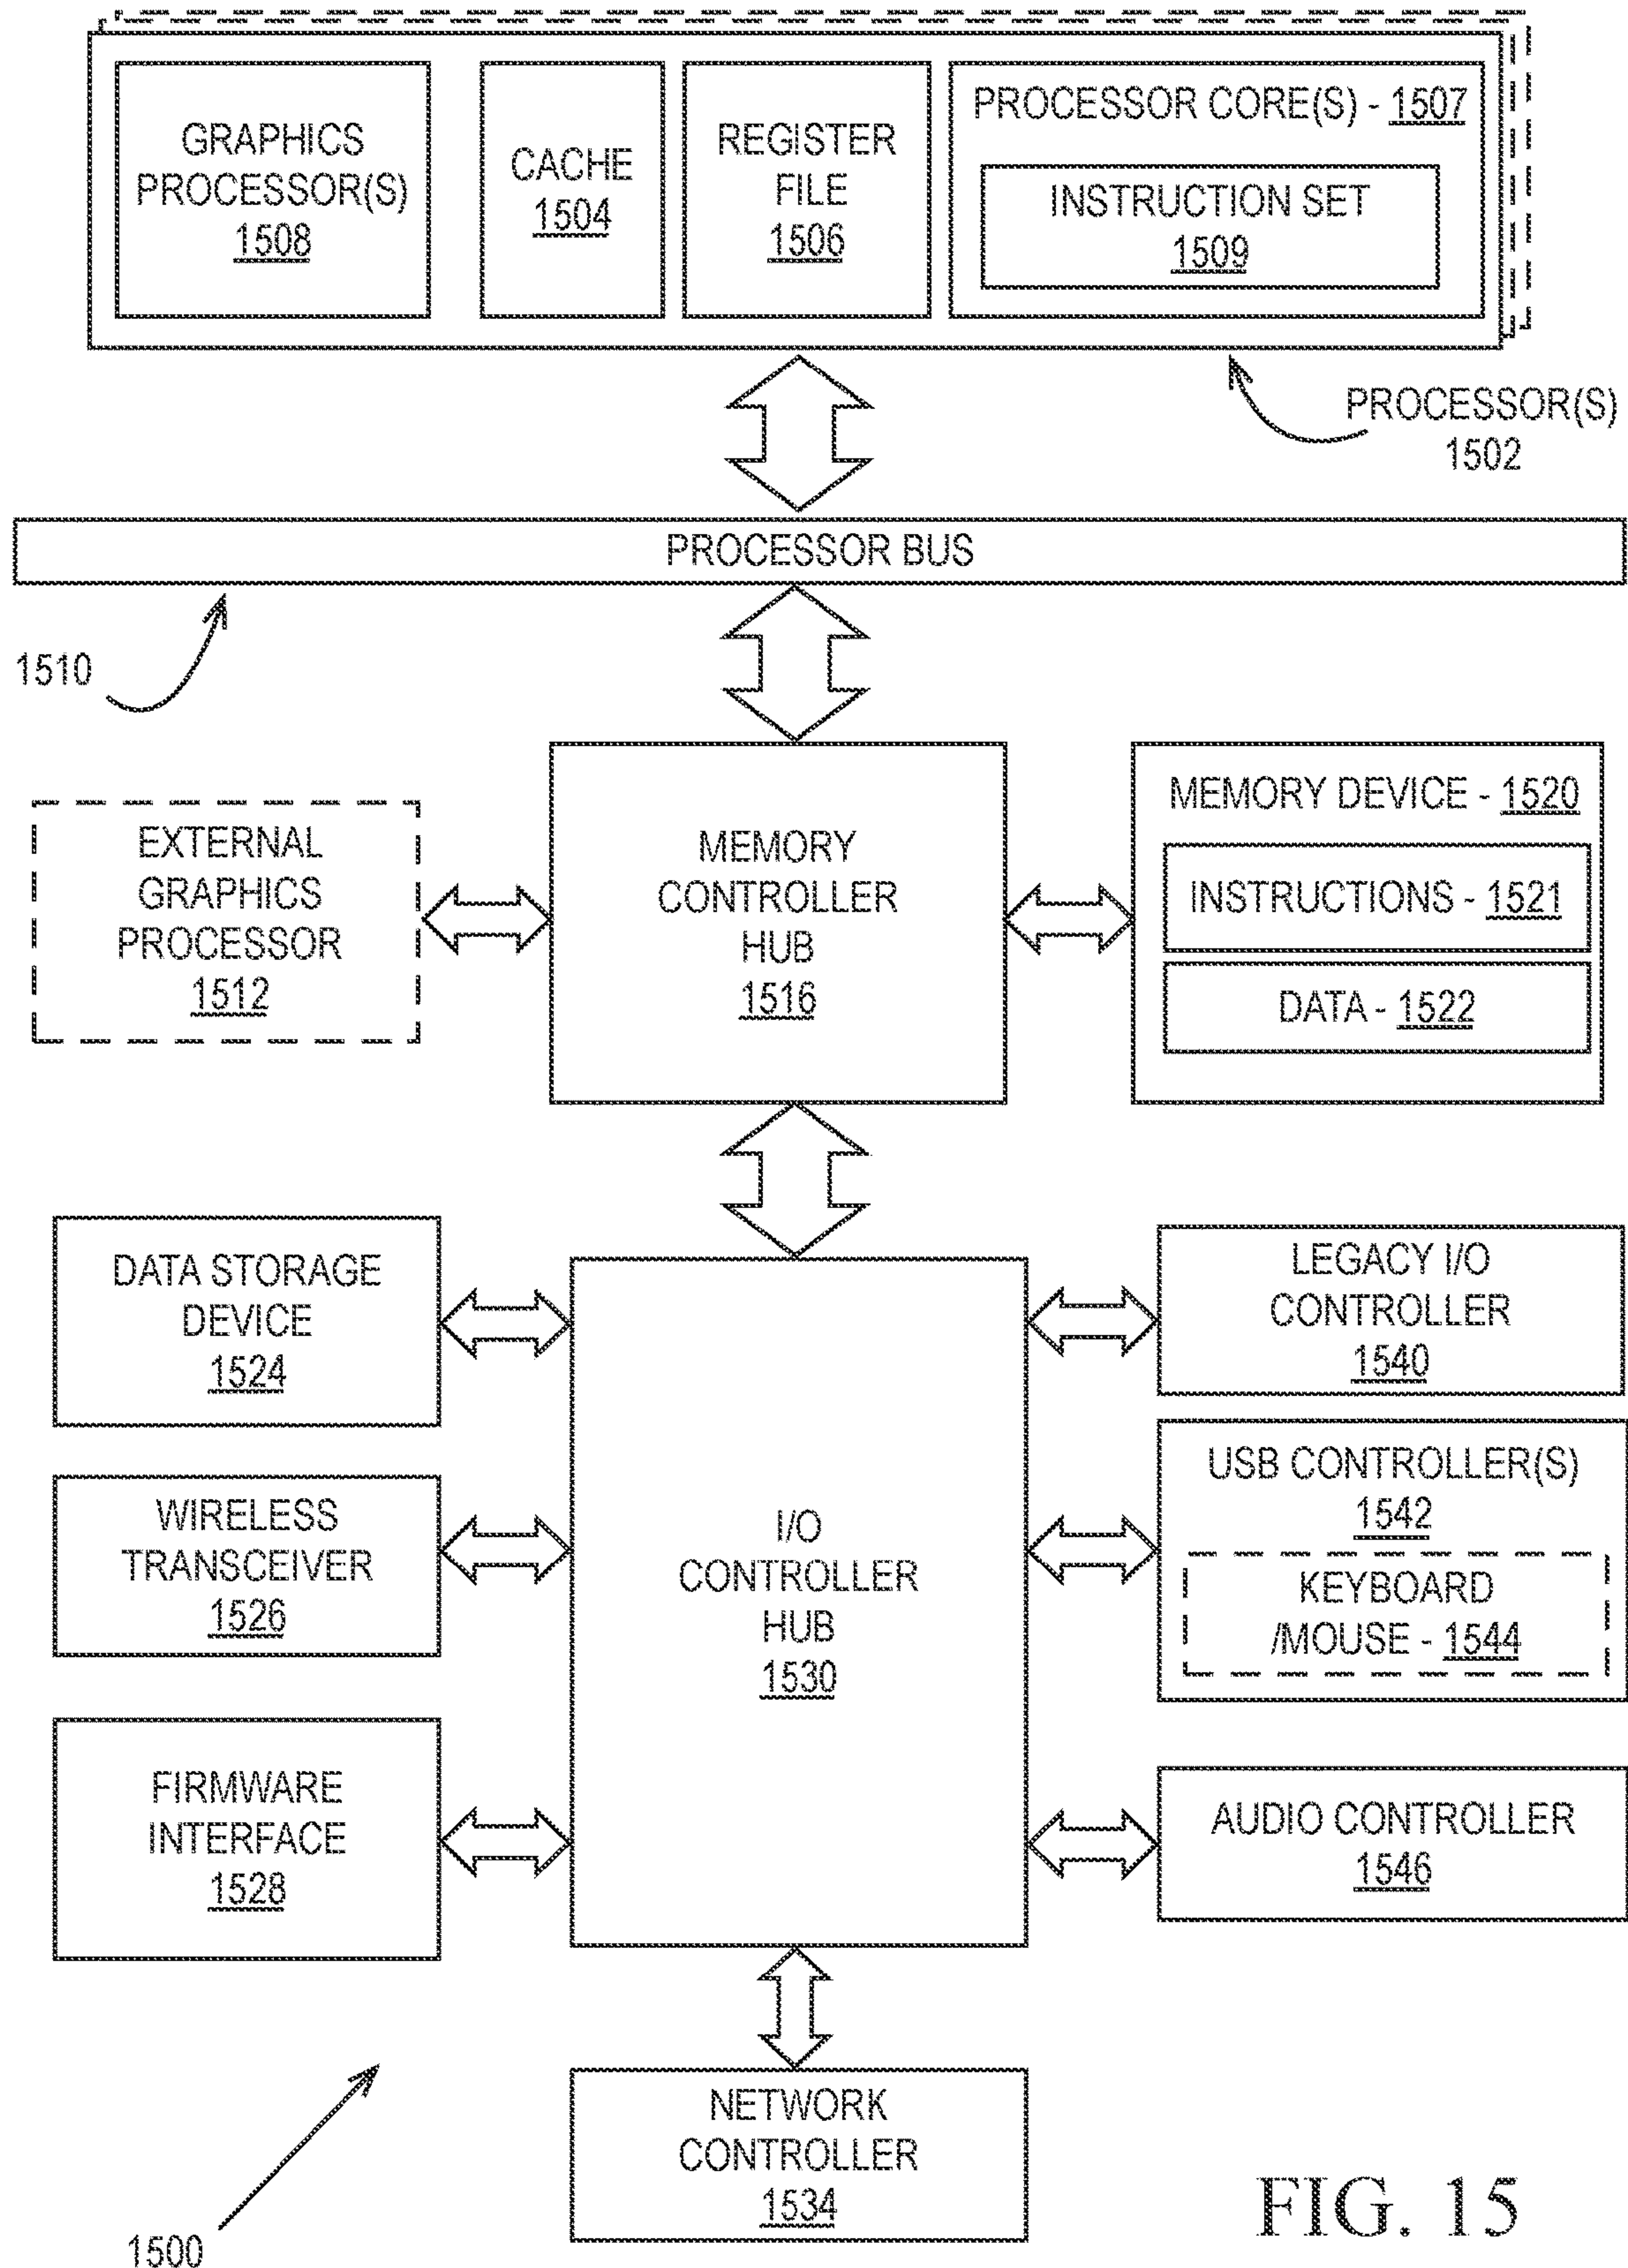 GRAPHICS
PROCESSOR(S)
1508
CACHE
1504
REGISTER
FILE
1506
PROCESSOR CORE(S) - 1507
INSTRUCTION SET
1509
PROCESSOR(S)
1502
PROCESSOR BUS
1510
EXTERNAL
GRAPHICS
PROCESSOR
1512
MEMORY
CONTROLLER
HUB
1516
MEMORY DEVICE - 1520
INSTRUCTIONS - 1521
DATA - 1522
DATA STORAGE
DEVICE
1524
WIRELESS
TRANSCEIVER
1526
FIRMWARE
INTERFACE
1528
I/O
CONTROLLER
HUB
1530
LEGACY I/O
CONTROLLER
1540
USB CONTROLLER(S)
1542
KEYBOARD
/MOUSE - 1544
AUDIO CONTROLLER
1546
NETWORK
CONTROLLER
1534
1500
FIG. 15